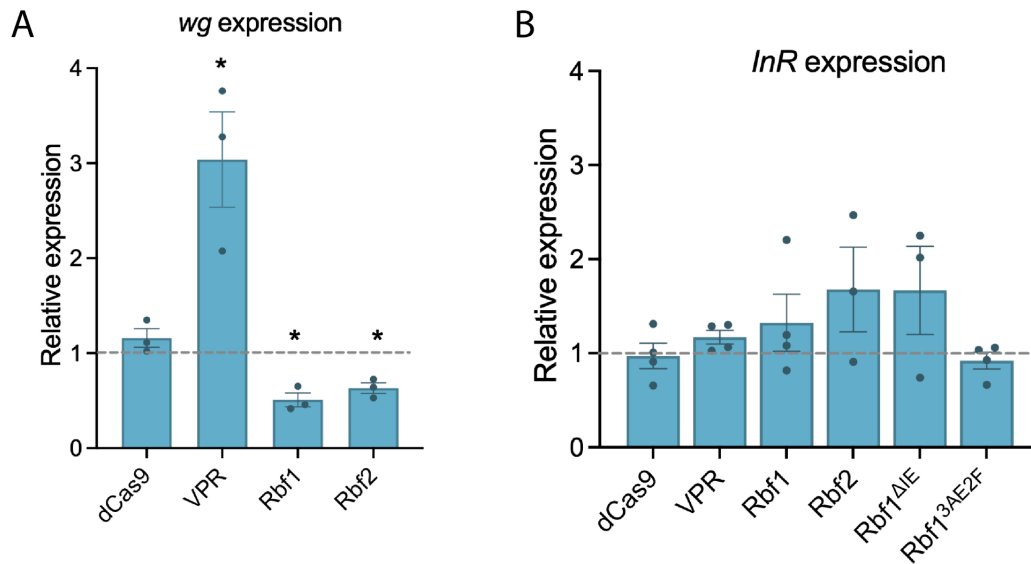 A
wg expression
Relative expression
4
3
2
1
0
*
*
*
dCas9
VPR
Rbf1
Rbf2
B
InR expression
Relative expression
4
3
2
1
0
dCas9
VPR
Rbf1
Rbf2
Rbf1ΔIE
Rbf13AE2F